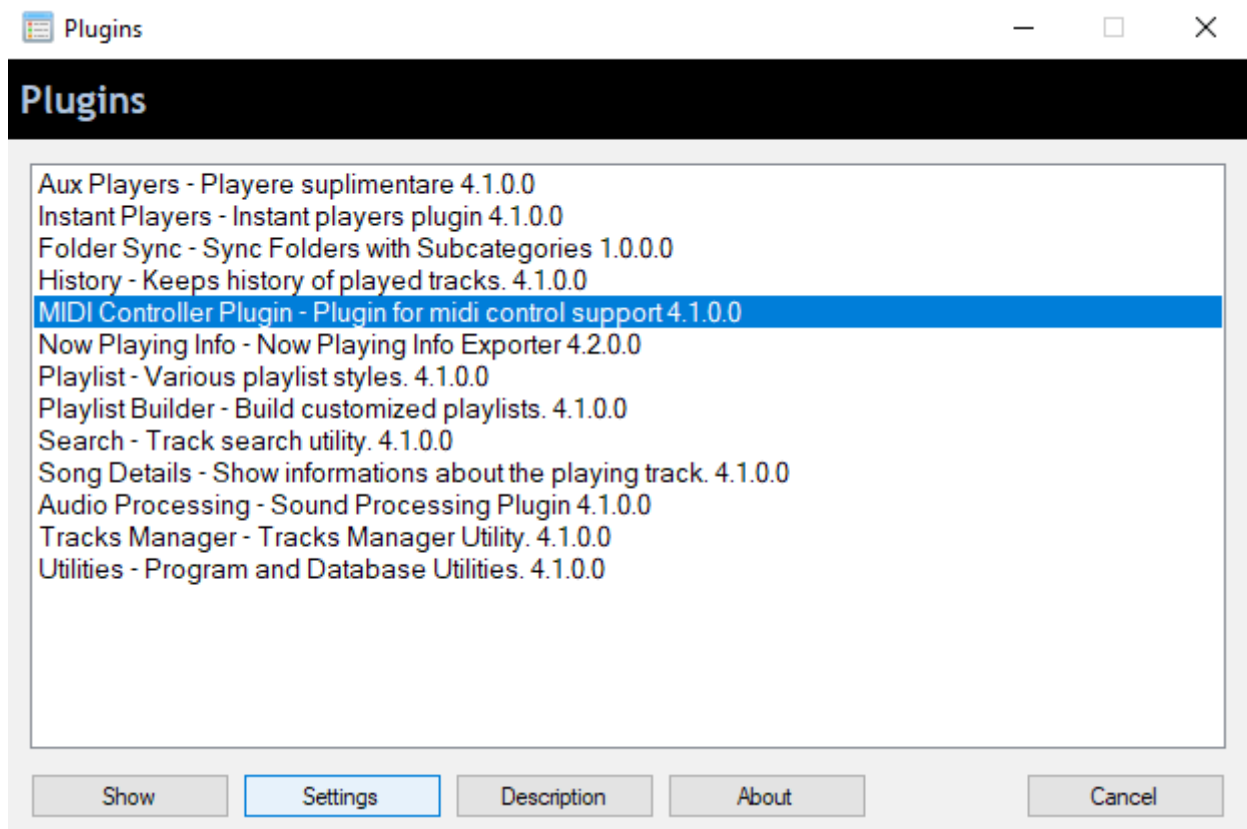 Plugins
Plugins
Aux Players - Playere suplimentare 4.1.0.0
Instant Players - Instant players plugin 4.1.0.0
Folder Sync - Sync Folders with Subcategories 1.0.0.0
History - Keeps history of played tracks. 4.1.0.0
MIDI Controller Plugin - Plugin for midi control support 4.1.0.0
Now Playing Info - Now Playing Info Exporter 4.2.0.0
Playlist - Various playlist styles. 4.1.0.0
Playlist Builder - Build customized playlists. 4.1.0.0
Search - Track search utility. 4.1.0.0
Song Details - Show informations about the playing track. 4.1.0.0
Audio Processing - Sound Processing Plugin 4.1.0.0
Tracks Manager - Tracks Manager Utility. 4.1.0.0
Utilities - Program and Database Utilities. 4.1.0.0
Show Settings Description About Cancel